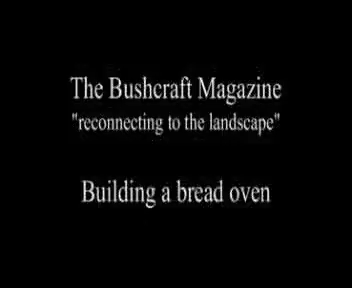 The Bushcraft Magazine
"reconnecting to the landscape"
Building a bread oven